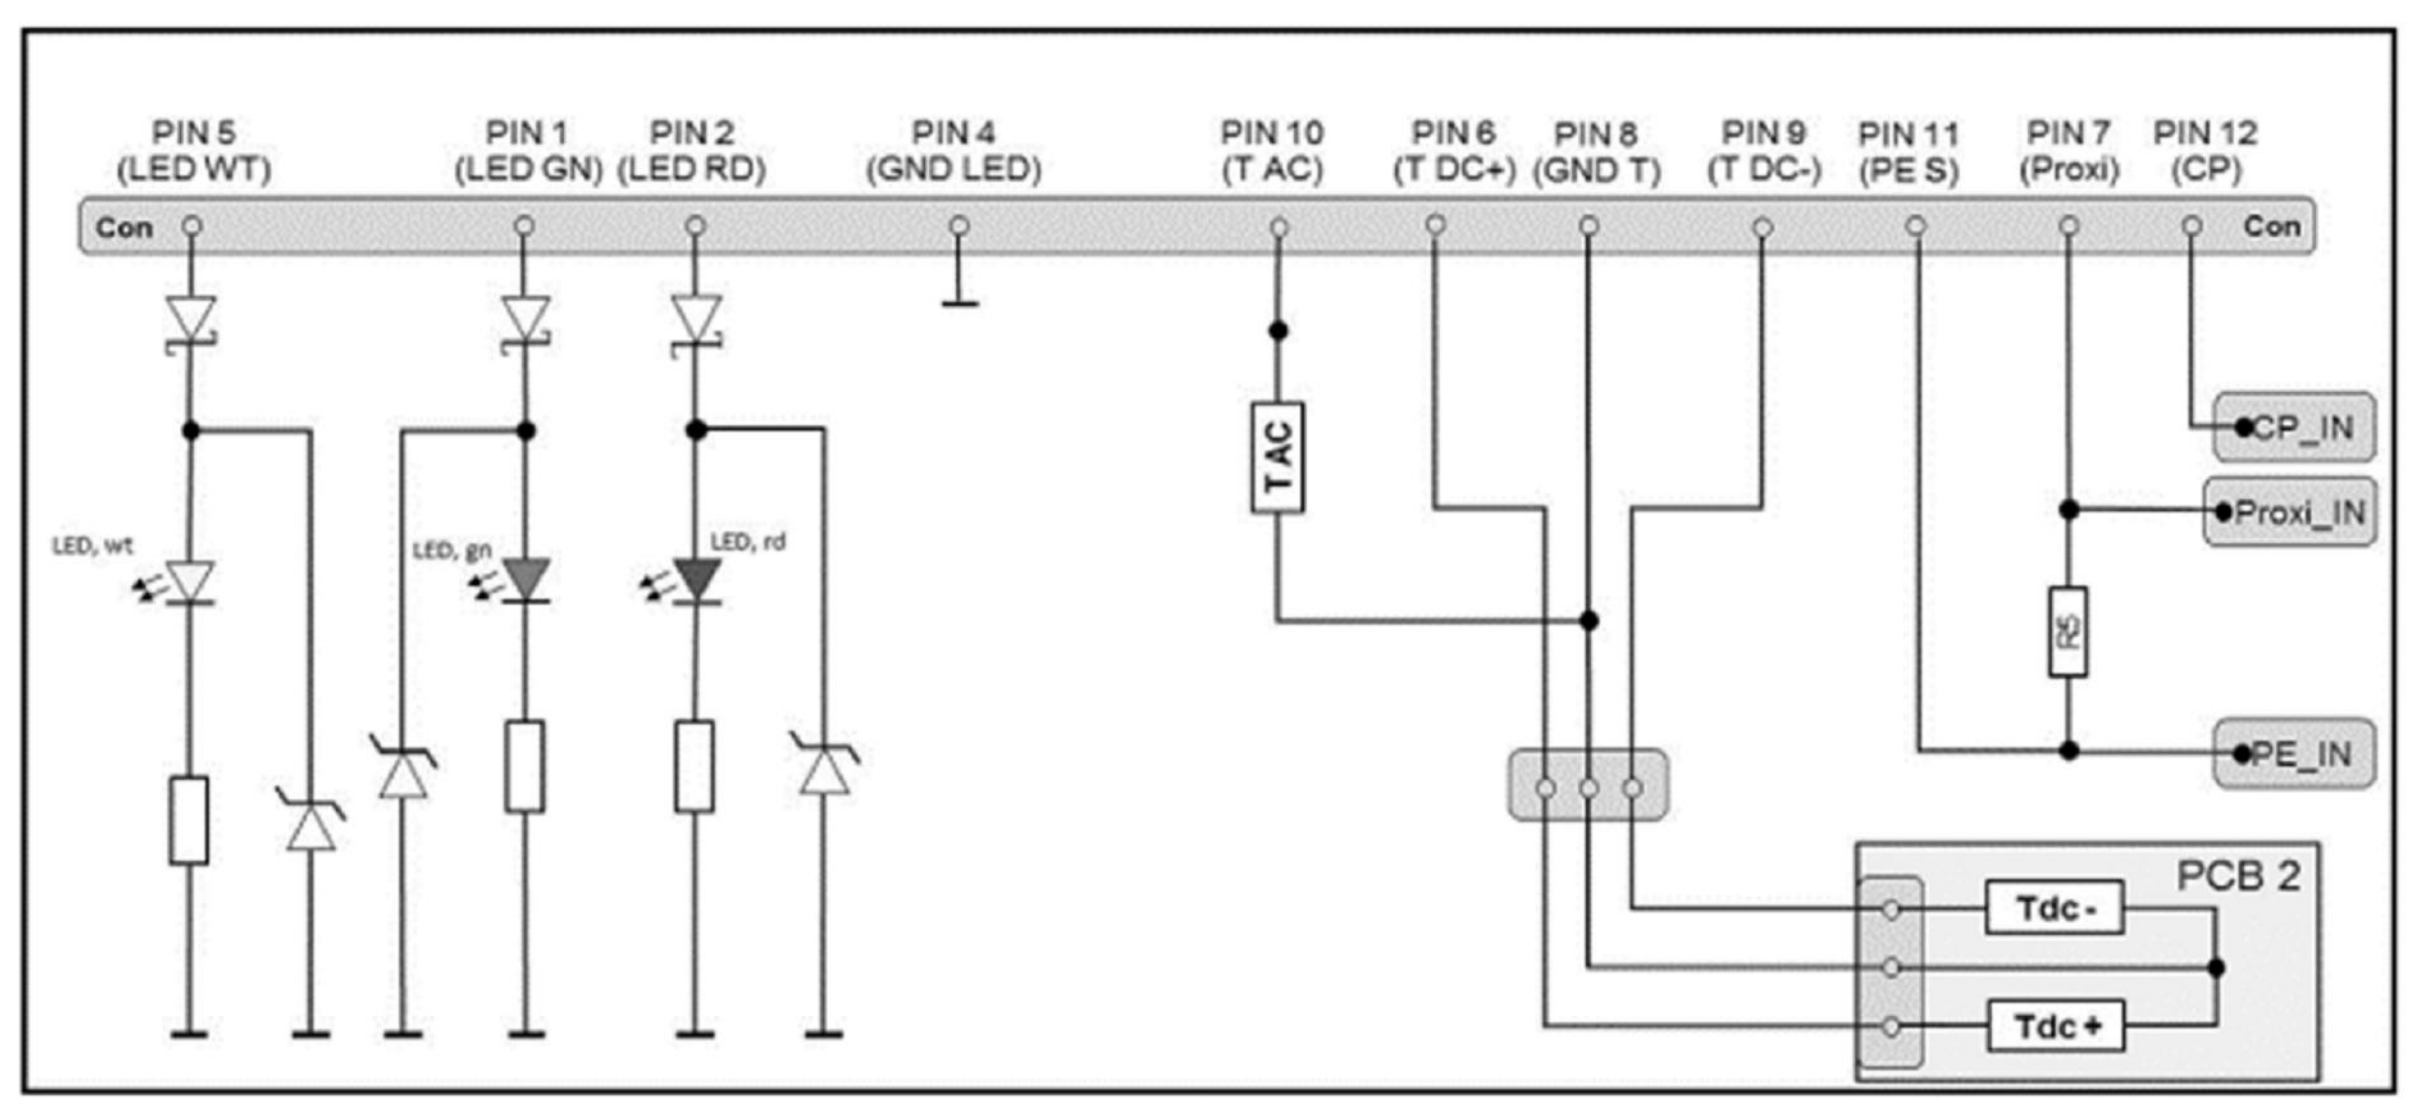 PIN 5
(LED WT)
PIN 1
(LED GN)
PIN 2
(LED RD)
PIN 4
(GND LED)
PIN 10
(T AC)
PIN 6
(T DC+)
PIN 8
(GND T)
PIN 9
(T DC-)
PIN 11
(PE S)
PIN 7
(Proxi)
PIN 12
(CP)
Con
Con
LED, wt
LED, gn
LED, rd
T AC
CP_IN
Proxi_IN
PE_IN
PCB 2
Tdc -
Tdc +